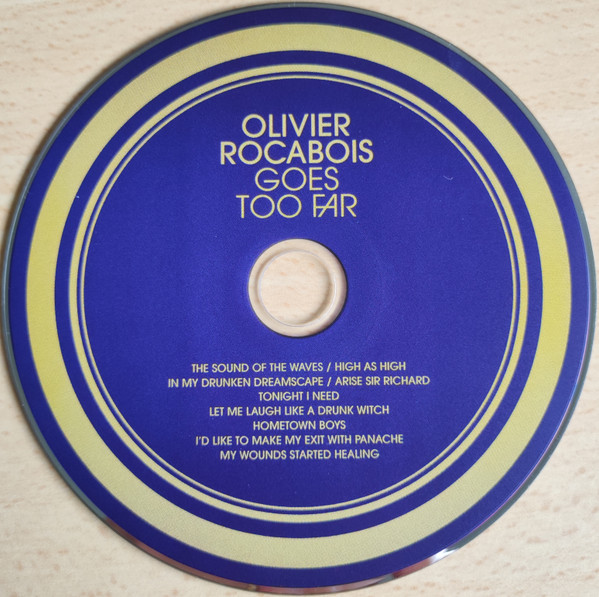 OLIVIER
ROCABOIS
GOES
TOO FAR
THE SOUND OF THE WAVES / HIGH AS HIGH
IN MY DRUNKEN DREAMSCAPE / ARISE SIR RICHARD
TONIGHT I NEED
LET ME LAUGH LIKE A DRUNK WITCH
HOMETOWN BOYS
I'D LIKE TO MAKE MY EXIT WITH PANACHE
MY WOUNDS STARTED HEALING